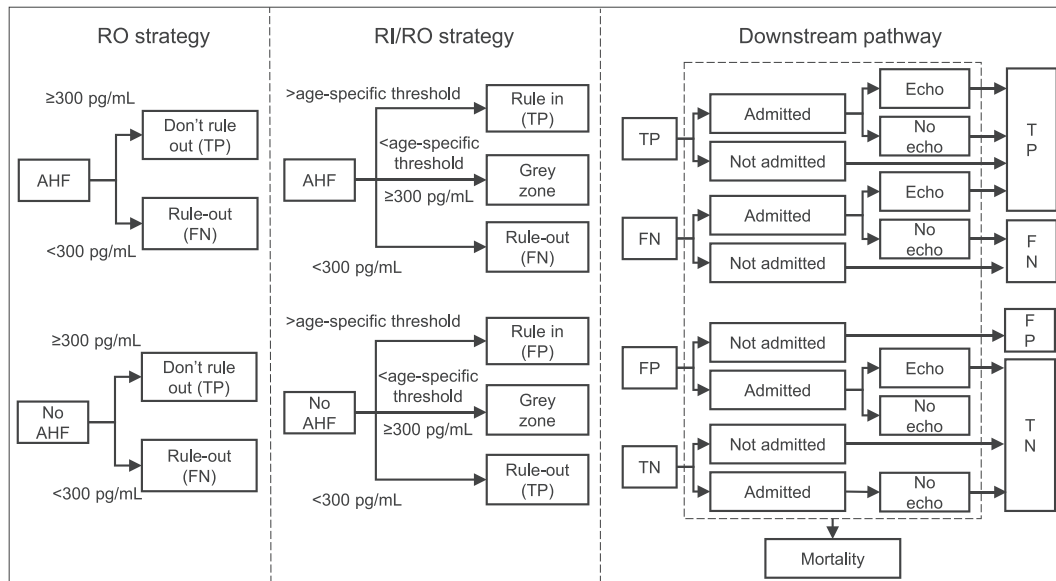 RO strategy
≥300 pg/mL
Don't rule
out (TP)
AHF
Rule-out
(FN)
<300 pg/mL
≥300 pg/mL
Don't rule
out (TP)
No
AHF
Rule-out
(FN)
<300 pg/mL
RI/RO strategy
>age-specific threshold
Rule in
(TP)
<age-specific
threshold
AHF
Grey
zone
≥300 pg/mL
Rule-out
(FN)
<300 pg/mL
>age-specific threshold
Rule in
(FP)
<age-specific
threshold
No
AHF
Grey
zone
≥300 pg/mL
Rule-out
(TP)
<300 pg/mL
Downstream pathway
TP
Admitted
Echo
No
echo
Not admitted
T
P
FN
Admitted
Echo
No
echo
Not admitted
F
N
FP
Not admitted
F
P
Admitted
Echo
No
echo
TN
Not admitted
Admitted
No
echo
T
N
Mortality